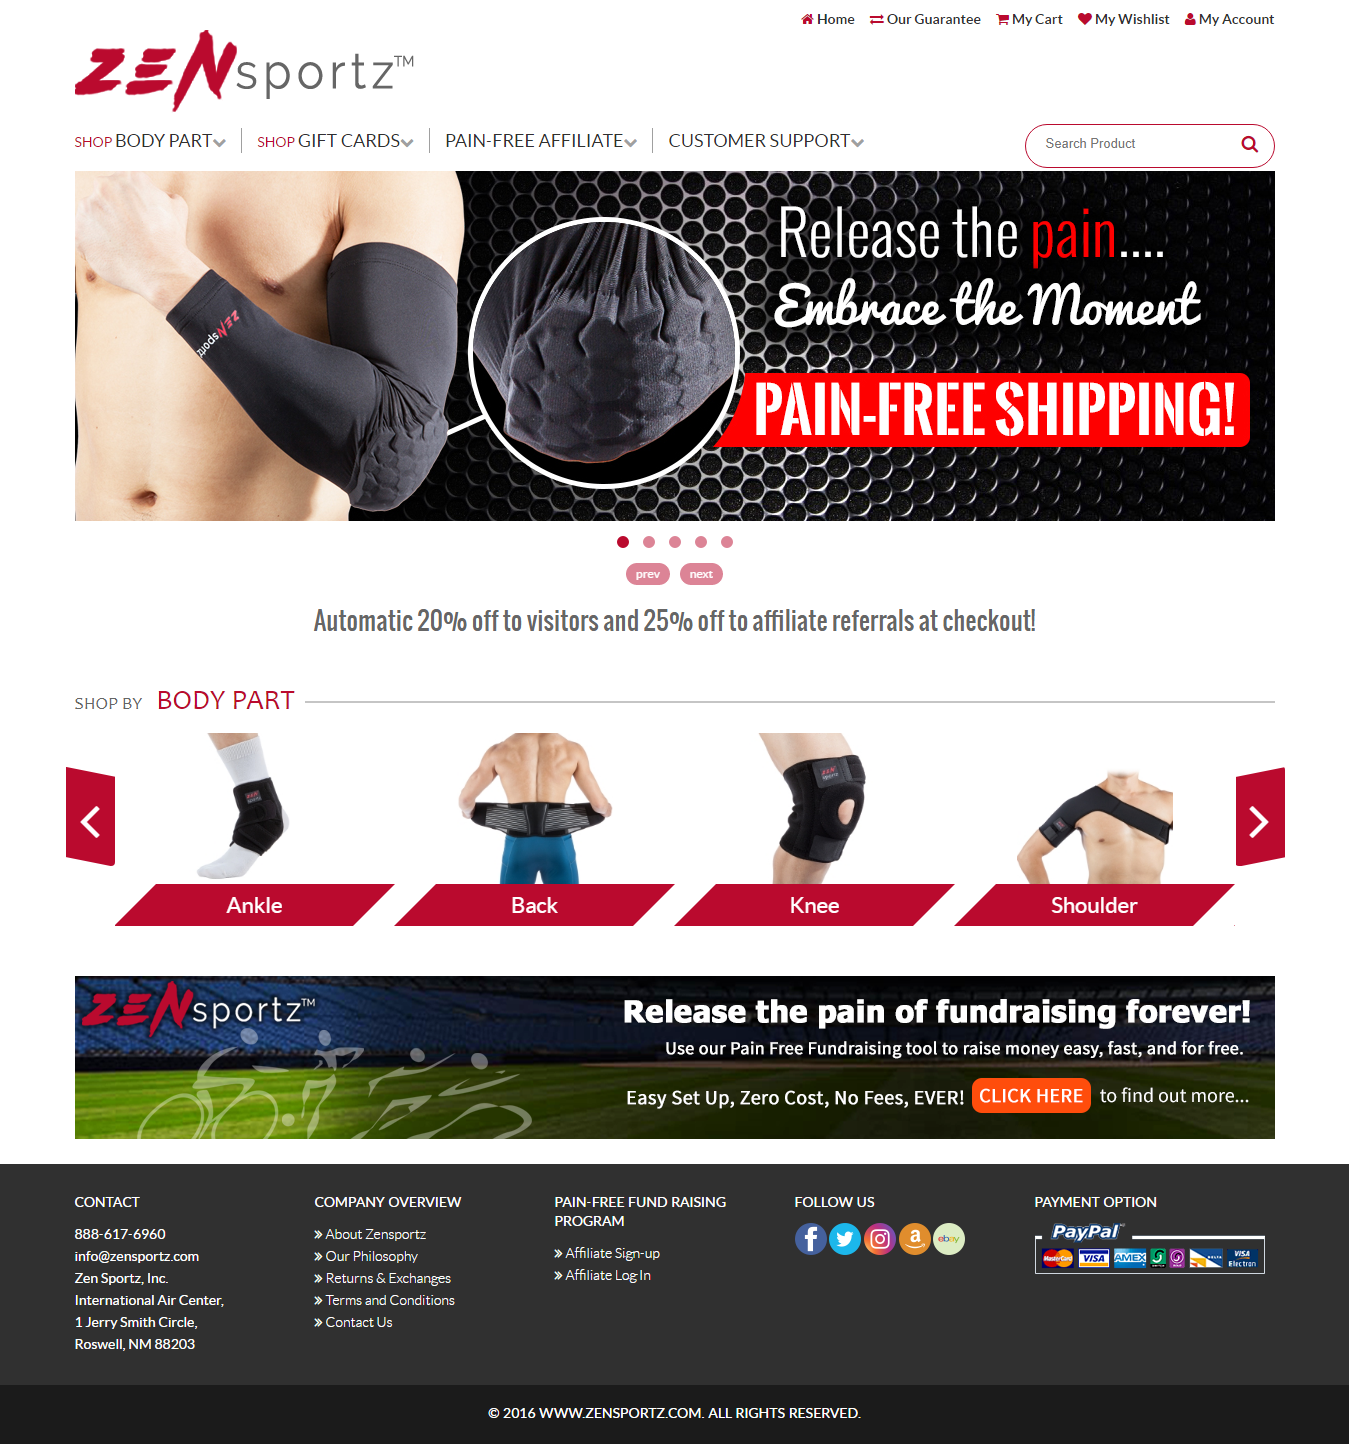 Home Our Guarantee My Cart My Wishlist My Account
ZENsportz™
SHOP BODY PART SHOP GIFT CARDS PAIN-FREE AFFILIATE CUSTOMER SUPPORT
Search Product
Release the pain....
Embrace the Moment
PAIN-FREE SHIPPING!
ZENsportz
prev next
Automatic 20% off to visitors and 25% off to affiliate referrals at checkout!
SHOP BY BODY PART
ZEN sportz
Ankle Back Knee Shoulder
ZENsportz™
Release the pain of fundraising forever!
Use our Pain Free Fundraising tool to raise money easy, fast, and for free.
Easy Set Up, Zero Cost, No Fees, EVER! CLICK HERE to find out more...
CONTACT
888-617-6960
info@zensportz.com
Zen Sportz, Inc.
International Air Center,
1 Jerry Smith Circle,
Roswell, NM 88203
COMPANY OVERVIEW
» About Zensportz
» Our Philosophy
» Returns & Exchanges
» Terms and Conditions
» Contact Us
PAIN-FREE FUND RAISING
PROGRAM
» Affiliate Sign-up
» Affiliate Log In
FOLLOW US
ebay
PAYMENT OPTION
PayPal
MasterCard VISA AMEX DELTA VISA Electron
© 2016 WWW.ZENSPORTZ.COM. ALL RIGHTS RESERVED.